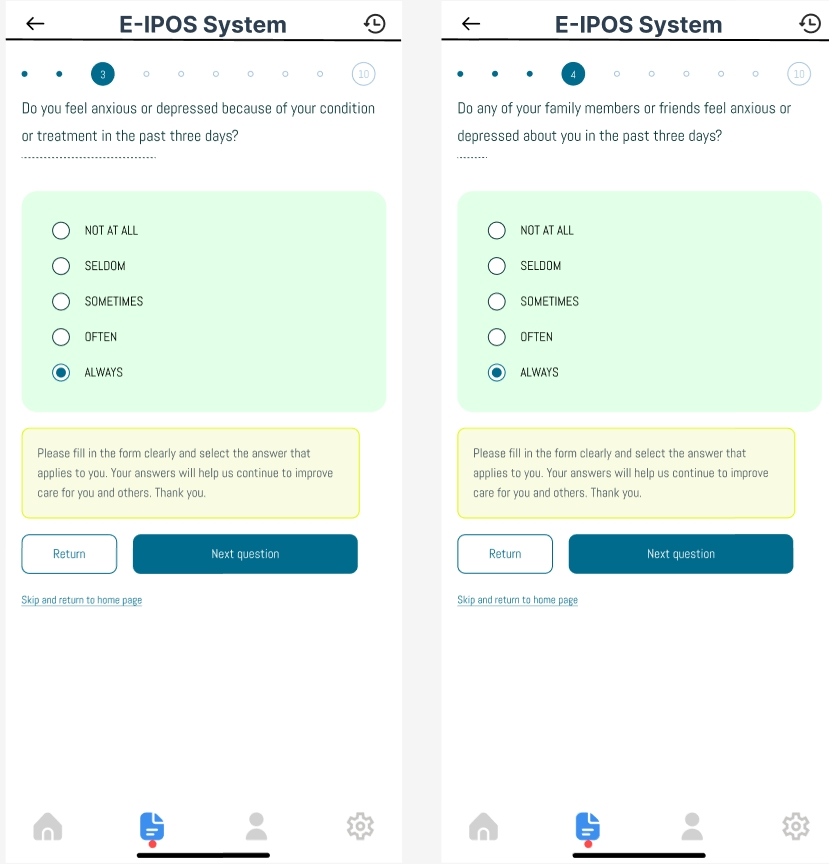 E-IPOS System
3
10
Do you feel anxious or depressed because of your condition
or treatment in the past three days?
NOT AT ALL
SELDOM
SOMETIMES
OFTEN
ALWAYS
Please fill in the form clearly and select the answer that
applies to you. Your answers will help us continue to improve
care for you and others. Thank you.
Return
Next question
Skip and return to home page
E-IPOS System
4
10
Do any of your family members or friends feel anxious or
depressed about you in the past three days?
NOT AT ALL
SELDOM
SOMETIMES
OFTEN
ALWAYS
Please fill in the form clearly and select the answer that
applies to you. Your answers will help us continue to improve
care for you and others. Thank you.
Return
Next question
Skip and return to home page